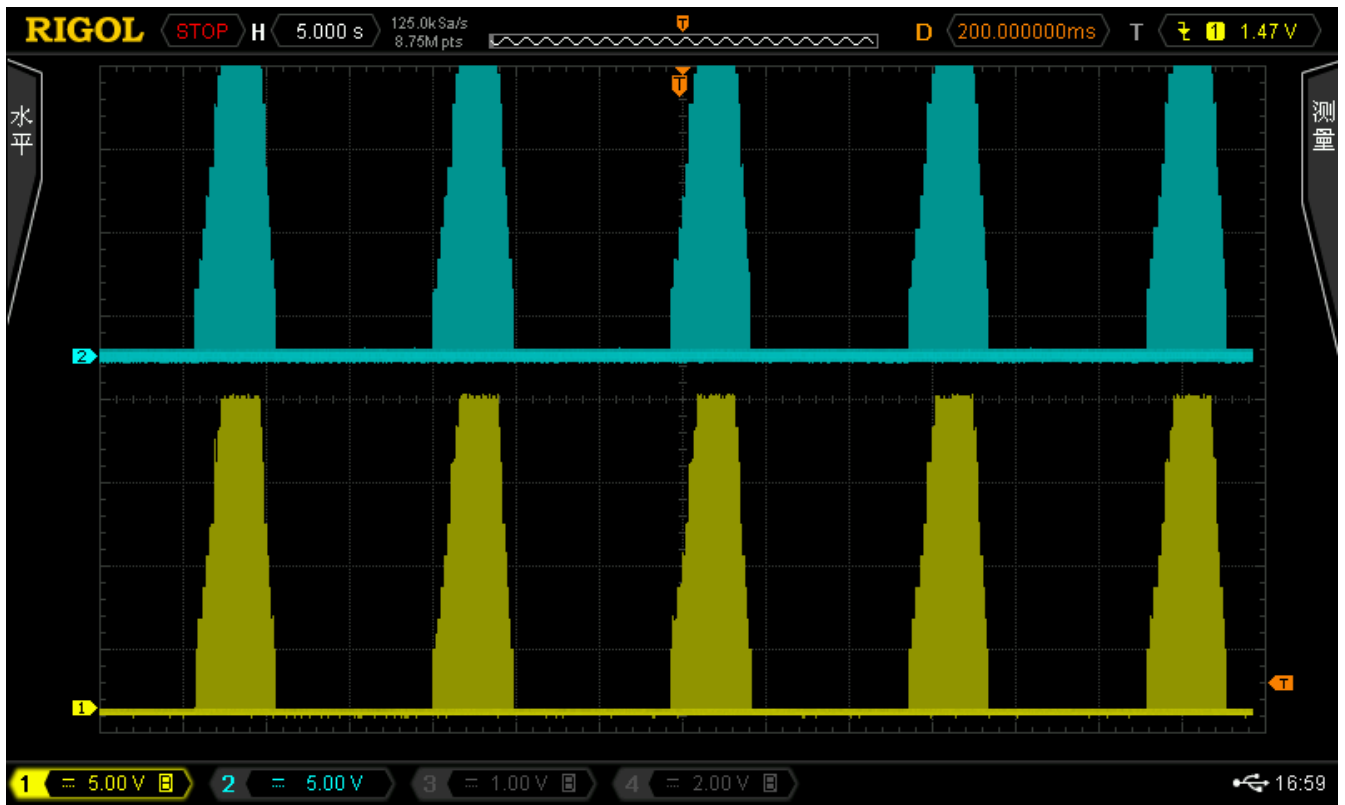 RIGOL STOP H 5.000 s 125.0kSa/s 8.75M pts T D 200.000000ms T 1 1.47 V
水平
T
测量
2
1
T
1 5.00 V 2 5.00 V 3 1.00 V 4 2.00 V 16:59